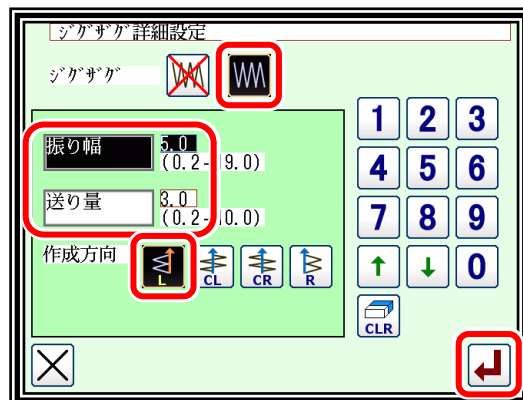 ジグザグ詳細設定
ジグザグ
振り幅 5.0
(0.2-19.0)
送り量 3.0
(0.2-10.0)
作成方向 L CL CR R
1 2 3
4 5 6
7 8 9
↑ ↓ 0
CLR